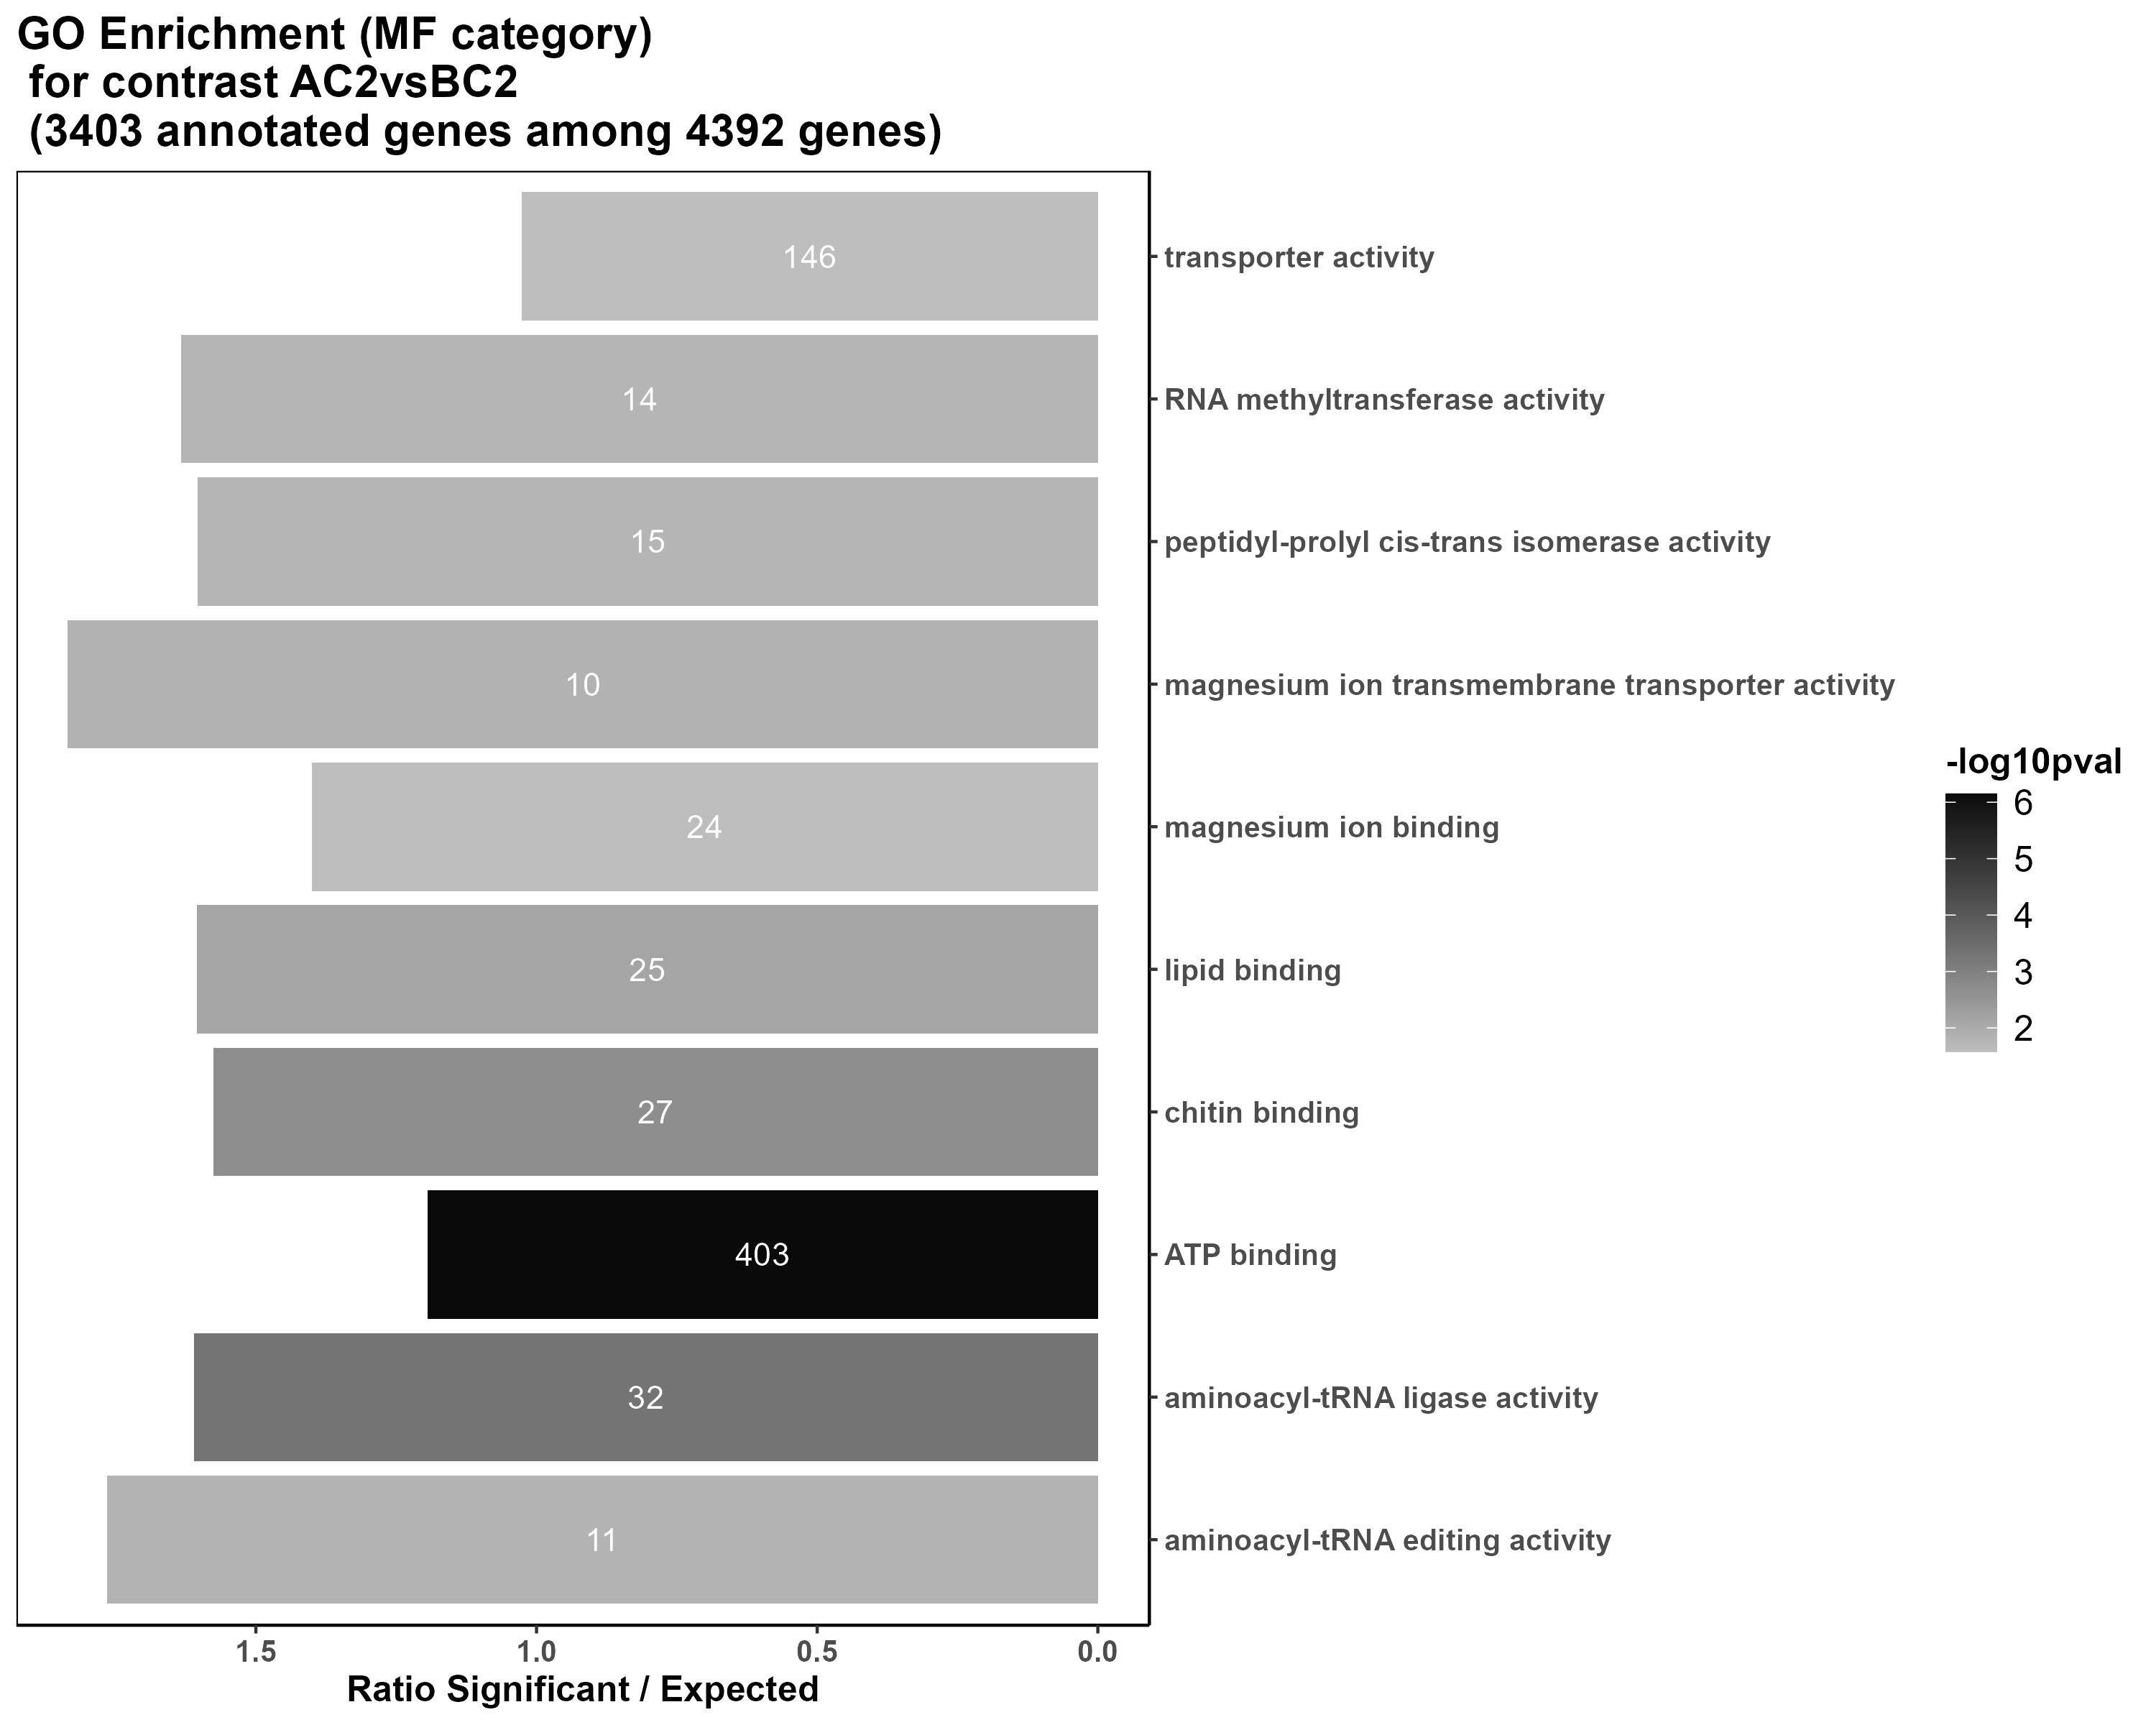 GO Enrichment (MF category)
for contrast AC2vsBC2
(3403 annotated genes among 4392 genes)
146
transporter activity
14
RNA methyltransferase activity
15
peptidyl-prolyl cis-trans isomerase activity
10
magnesium ion transmembrane transporter activity
24
magnesium ion binding
25
lipid binding
27
chitin binding
403
ATP binding
32
aminoacyl-tRNA ligase activity
11
aminoacyl-tRNA editing activity
1.5 1.0 0.5 0.0
Ratio Significant / Expected
-log10pval
6
5
4
3
2